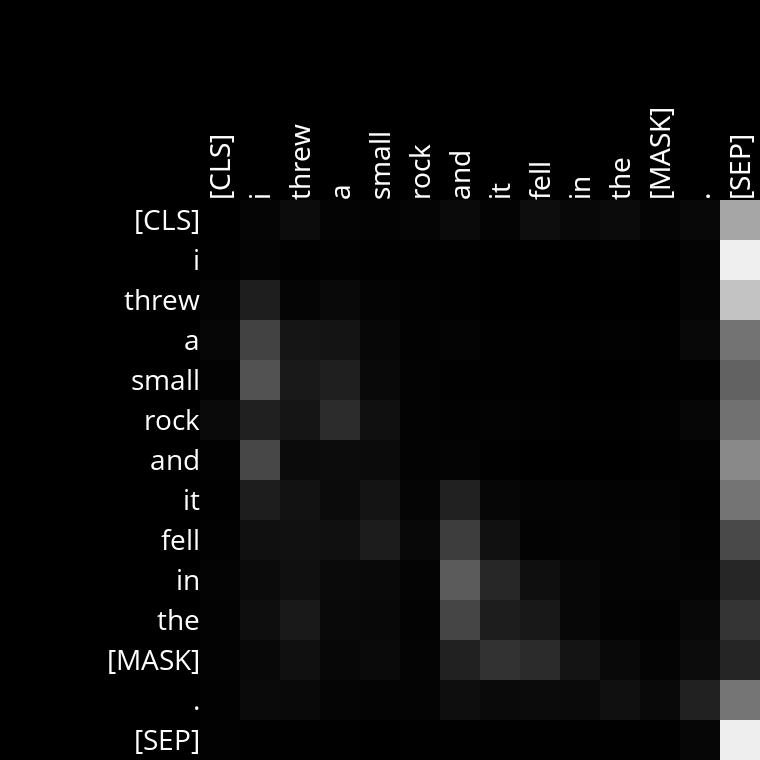 [CLS] i threw a small rock and it fell in the [MASK] . [SEP]
[CLS]
i
threw
a
small
rock
and
it
fell
in
the
[MASK]
.
[SEP]